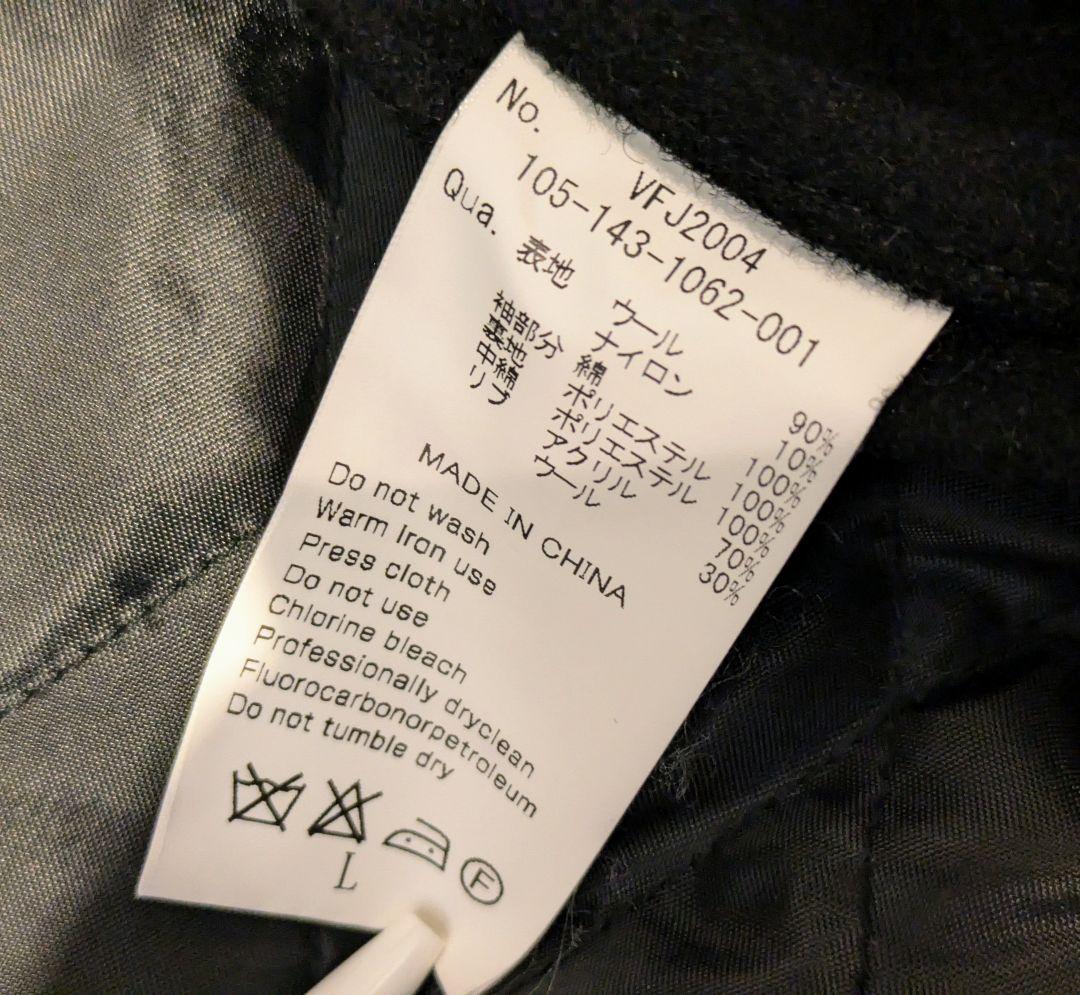 No. VFJ2004
105-143-1062-001
Qua. 表地 ウール 90%
ナイロン 10%
袖部分 綿 100%
裏地 ポリエステル 100%
中綿 ポリエステル 100%
リブ アクリル 70%
ウール 30%
MADE IN CHINA
Do not wash
Warm Iron use
Press cloth
Do not use
Chlorine bleach
Professionally dryclean
Fluorocarbonorpetroleum
Do not tumble dry
F
L